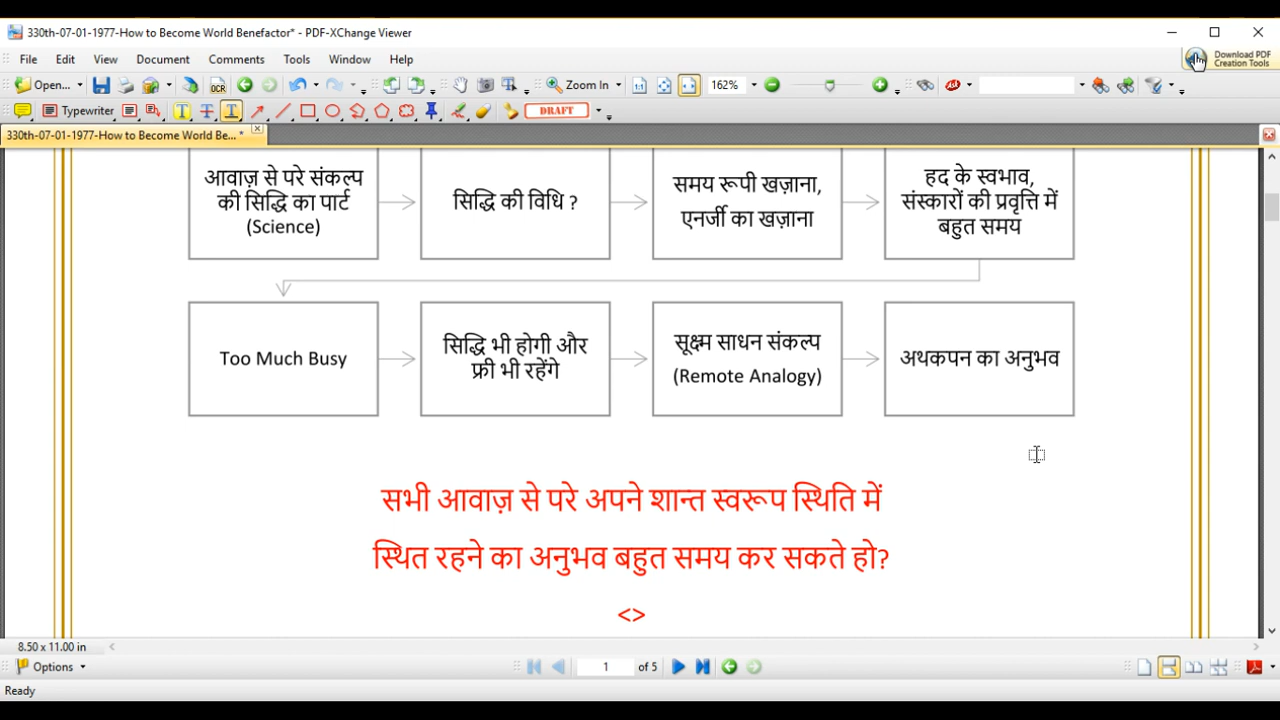 330th-07-01-1977-How to Become World Benefactor* - PDF-XChange Viewer
File Edit View Document Comments Tools Window Help
Download PDF
Creation Tools
Open... OCR Zoom In 1:1 162%
Typewriter DRAFT
330th-07-01-1977-How to Become World Be... *
आवाज़ से परे संकल्प
की सिद्धि का पार्ट
(Science)
सिद्धि की विधि ?
समय रूपी खज़ाना,
एनर्जी का खज़ाना
हद के स्वभाव,
संस्कारों की प्रवृत्ति में
बहुत समय
Too Much Busy
सिद्धि भी होगी और
फ्री भी रहेंगे
सूक्ष्म साधन संकल्प
(Remote Analogy)
अथकपन का अनुभव
सभी आवाज़ से परे अपने शान्त स्वरूप स्थिति में
स्थित रहने का अनुभव बहुत समय कर सकते हो?
<>
8.50 x 11.00 in
Options 1 of 5
Ready